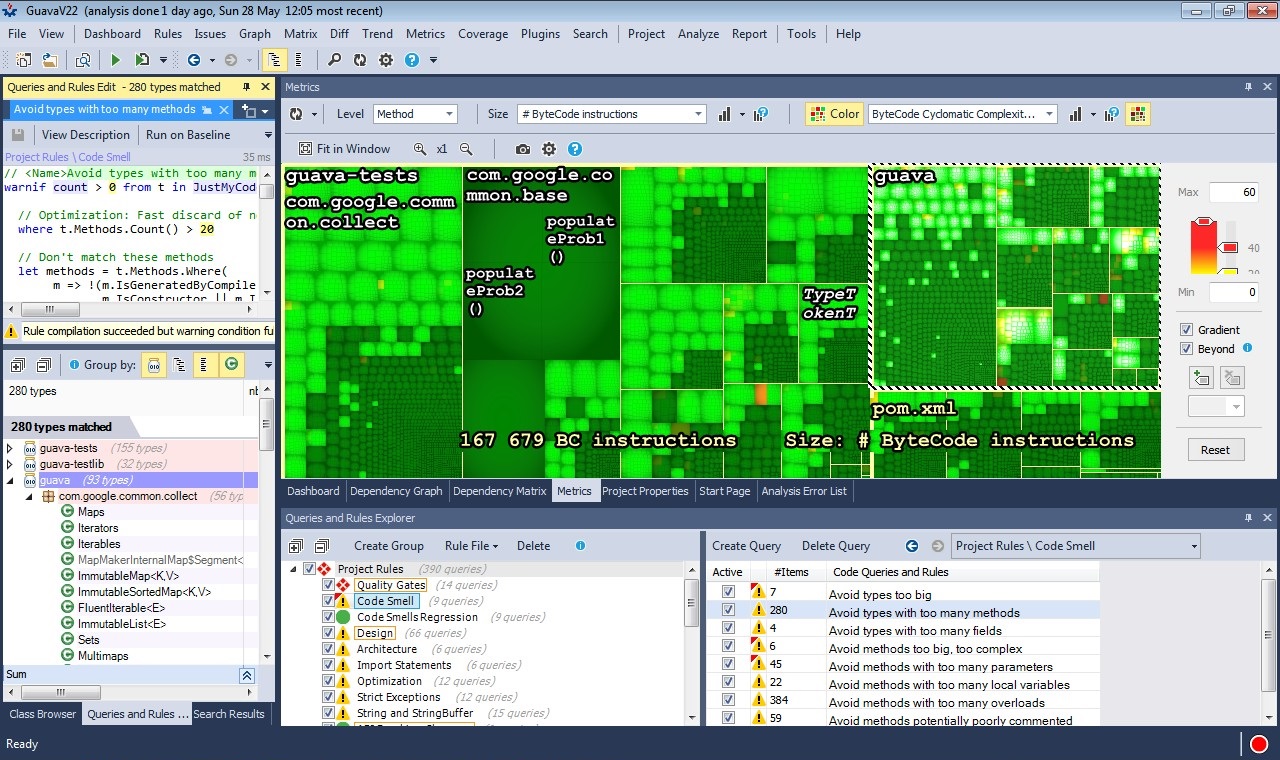 GuavaV22 (analysis done 1 day ago, Sun 28 May 12:05 most recent)
File View Dashboard Rules Issues Graph Matrix Diff Trend Metrics Coverage Plugins Search Project Analyze Report Tools Help
Queries and Rules Edit - 280 types matched
Avoid types with too many methods
View Description Run on Baseline
Project Rules \ Code Smell 35 ms
// <Name>Avoid types with too many m
warnif count > 0 from t in JustMyCod
// Optimization: Fast discard of n
where t.Methods.Count() > 20
// Don't match these methods
let methods = t.Methods.Where(
m => !(m.IsGeneratedByCompile
m.IsConstructor || m.I
Rule compilation succeeded but warning condition fu
Group by:
280 types nb
280 types matched
guava-tests (155 types)
guava-testlib (32 types)
guava (93 types)
com.google.common.collect (56 typ
Maps
Iterators
Iterables
MapMakerInternalMap$Segment<
ImmutableMap<K,V>
ImmutableSortedMap<K,V>
FluentIterable<E>
ImmutableList<E>
Sets
Multimaps
Sum
Class Browser Queries and Rules ... Search Results
Metrics
Level Method Size # ByteCode instructions Color ByteCode Cyclomatic Complexit...
Fit in Window x1
guava-tests
com.google.comm
on.collect
com.google.co
mmon.base
populat
eProb1
()
populat
eProb2
()
TypeT
okenT
guava
pom.xml
167 679 BC instructions Size: # ByteCode instructions
Max 60
40
20
Min 0
Gradient
Beyond
Reset
Dashboard Dependency Graph Dependency Matrix Metrics Project Properties Start Page Analysis Error List
Queries and Rules Explorer
Create Group Rule File Delete
Project Rules (390 queries)
Quality Gates (14 queries)
Code Smell (9 queries)
Code Smells Regression (9 queries)
Design (66 queries)
Architecture (6 queries)
Import Statements (6 queries)
Optimization (12 queries)
Strict Exceptions (12 queries)
String and StringBuffer (15 queries)
Create Query Delete Query Project Rules \ Code Smell
Active #Items Code Queries and Rules
7 Avoid types too big
280 Avoid types with too many methods
4 Avoid types with too many fields
6 Avoid methods too big, too complex
45 Avoid methods with too many parameters
22 Avoid methods with too many local variables
384 Avoid methods with too many overloads
59 Avoid methods potentially poorly commented
Ready